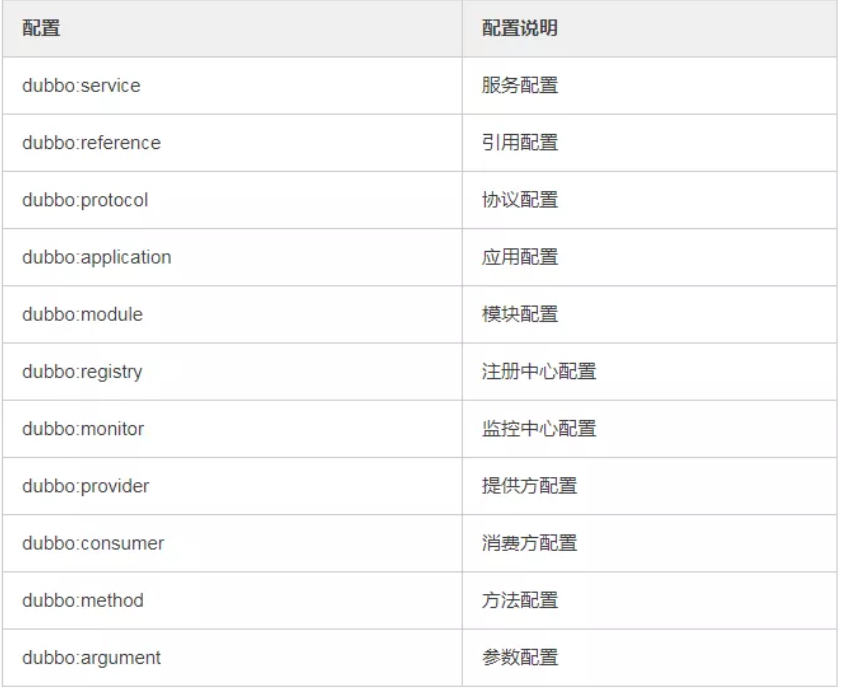 配置 配置说明
dubbo:service 服务配置
dubbo:reference 引用配置
dubbo:protocol 协议配置
dubbo:application 应用配置
dubbo:module 模块配置
dubbo:registry 注册中心配置
dubbo:monitor 监控中心配置
dubbo:provider 提供方配置
dubbo:consumer 消费方配置
dubbo:method 方法配置
dubbo:argument 参数配置